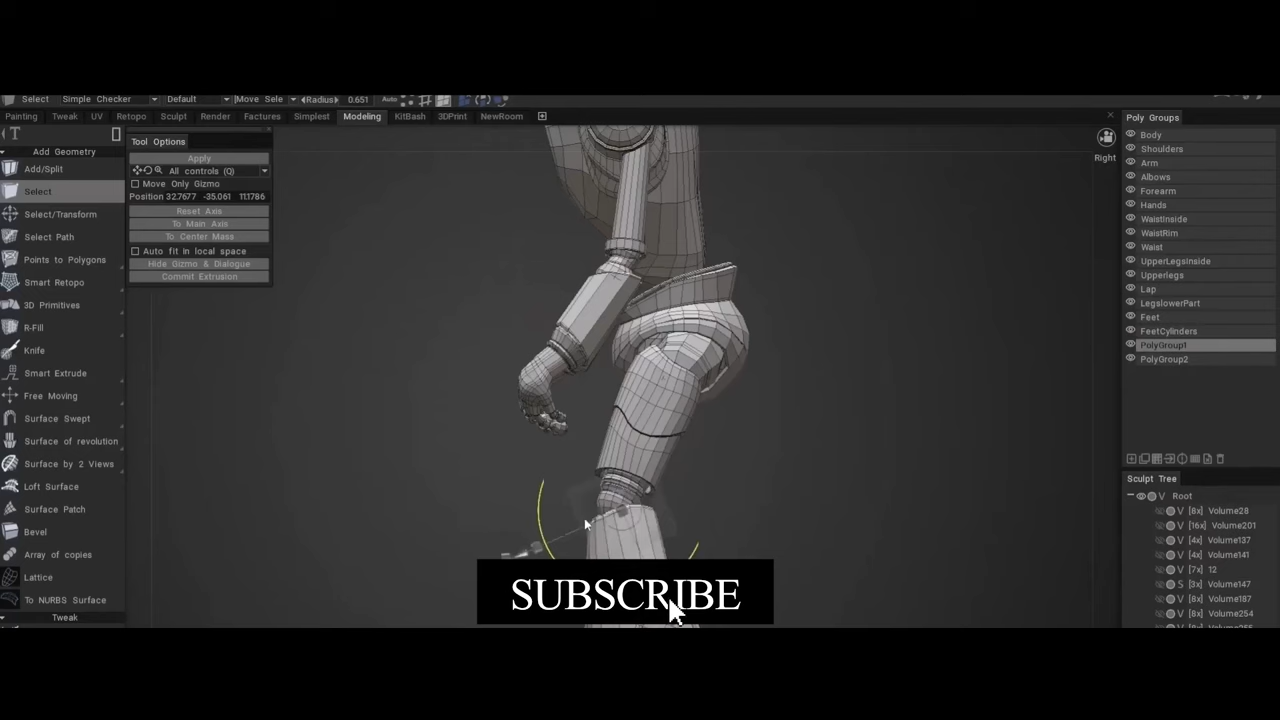 Select Simple Checker Default Move Sele Radius 0.651 Auto
Painting Tweak UV Retopo Sculpt Paint Render Factures Simplest Modeling KitBash 3DPrint NewRoom
T
Add Geometry
Add/Split
Select
Select/Transform
Select Path
Points to Polygons
Smart Retopo
3D Primitives
R-Fill
Knife
Smart Extrude
Free Moving
Surface Swept
Surface of revolution
Surface by 2 Views
Loft Surface
Surface Patch
Bevel
Array of copies
Lattice
To NURBS Surface
Tweak
Tool Options
Apply
All controls (Q)
Move Only Gizmo
Position 32.7677 -35.061 11.1786
Reset Axis
To Main Axis
To Center Mass
Auto fit in local space
Hide Gizmo & Dialogue
Commit Extrusion
Right
SUBSCRIBE
Poly Groups
Body
Shoulders
Arm
Albows
Forearm
Hands
WaistInside
WaistRim
Waist
UpperLegsInside
Upperlegs
Lap
LegslowerPart
Feet
FeetCylinders
PolyGroup1
PolyGroup2
Sculpt Tree
Root
V [8x] Volume28
V [16x] Volume201
V [4x] Volume137
V [4x] Volume141
V [7x] 12
S [3x] Volume147
V [8x] Volume187
V [8x] Volume254